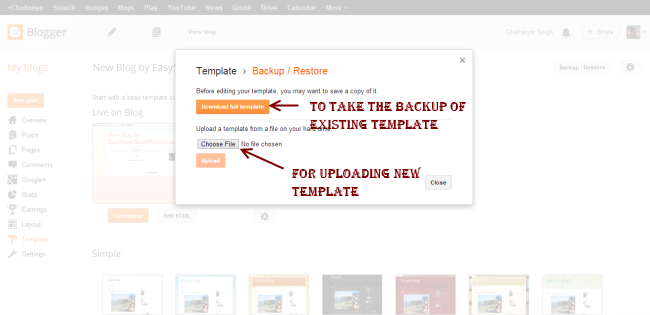 +Chaitanya Search Images Maps Play YouTube News Gmail Drive Calendar More
Blogger
View blog
Chaitanya Singh
+ Share
My blogs
New Blog by Easy
Backup / Restore
New post
Start with a base template
Live on Blog
Overview
Posts
Pages
Comments
Google+
Stats
Earnings
Layout
Template
Settings
Customize
Edit HTML
Simple
Template › Backup / Restore
Before editing your template, you may want to save a copy of it.
Download full template
TO TAKE THE BACKUP OF
EXISTING TEMPLATE
Upload a template from a file on your hard drive:
Choose File No file chosen
Upload
FOR UPLOADING NEW
TEMPLATE
Close